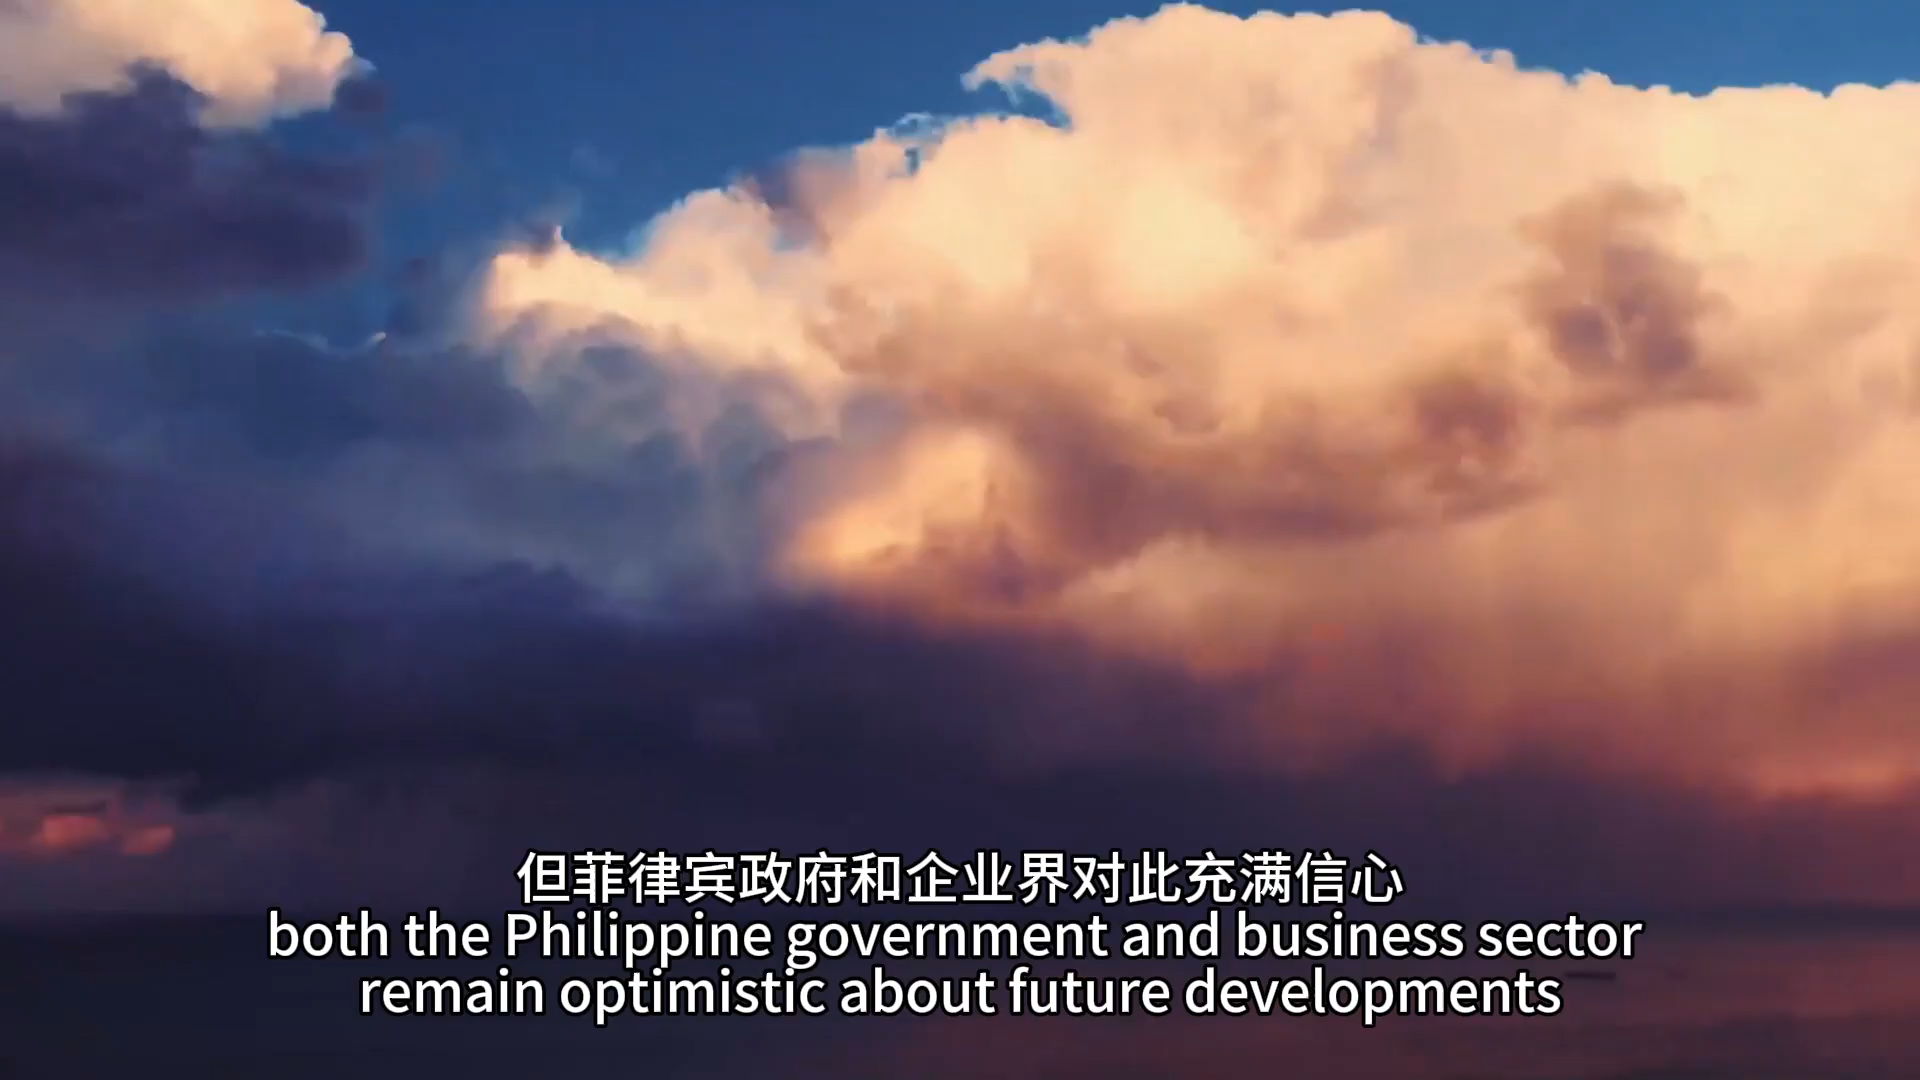 但菲律宾政府和企业界对此充满信心
both the Philippine government and business sector
remain optimistic about future developments